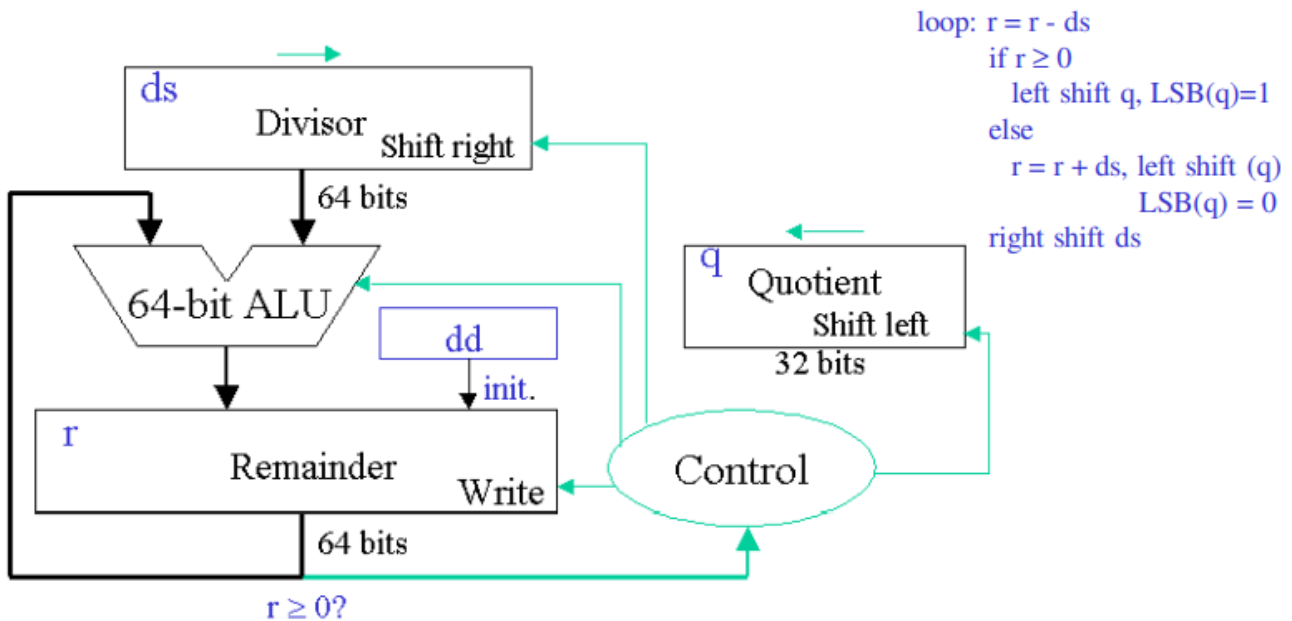 loop: r = r - ds
if r ≥ 0
left shift q, LSB(q)=1
else
r = r + ds, left shift (q)
LSB(q) = 0
right shift ds
ds
Divisor
Shift right
64 bits
64-bit ALU
dd
init.
q
Quotient
Shift left
32 bits
r
Remainder
Write
Control
64 bits
r ≥ 0?